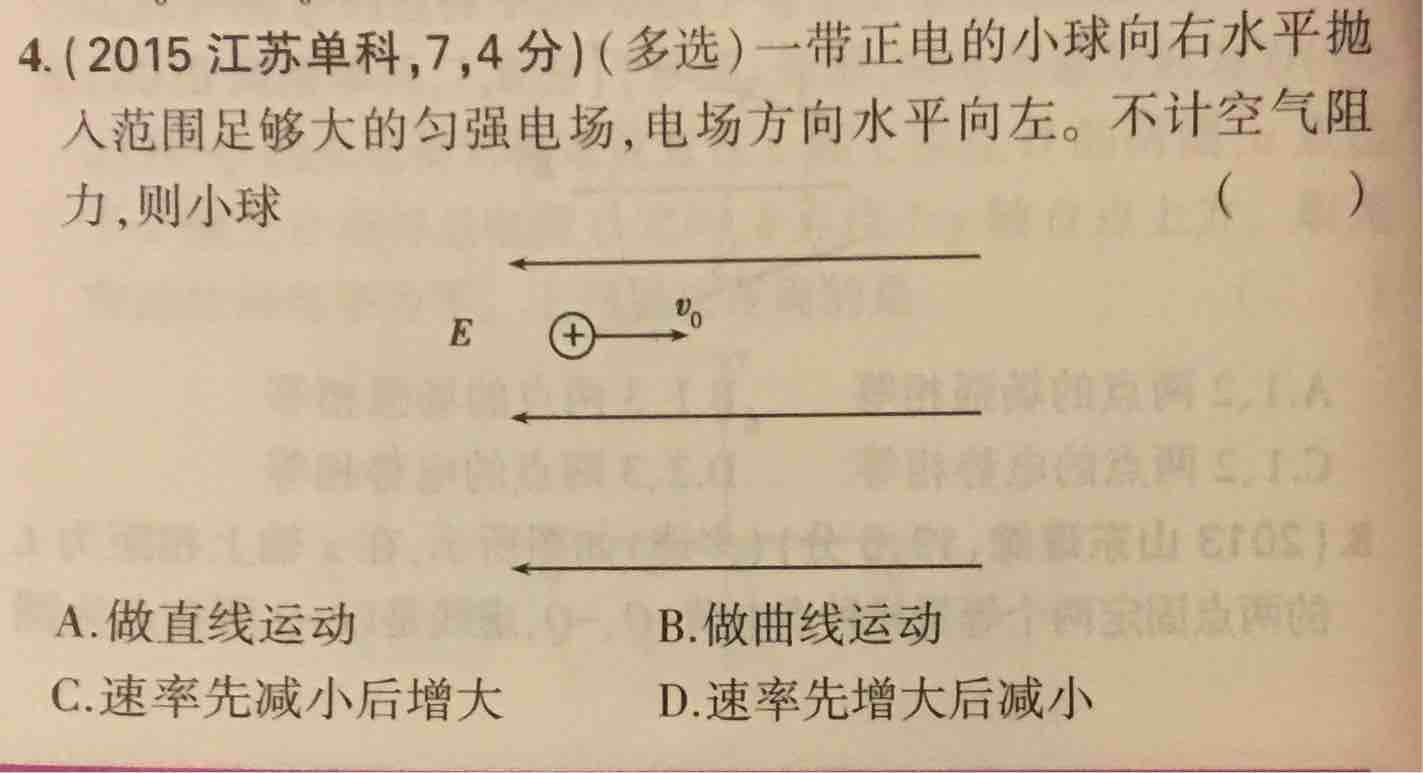 4.(2015 江苏单科,7,4 分)(多选)一带正电的小球向右水平抛
入范围足够大的匀强电场,电场方向水平向左。不计空气阻
力,则小球 (  )
E + v₀
A.做直线运动 B.做曲线运动
C.速率先减小后增大 D.速率先增大后减小